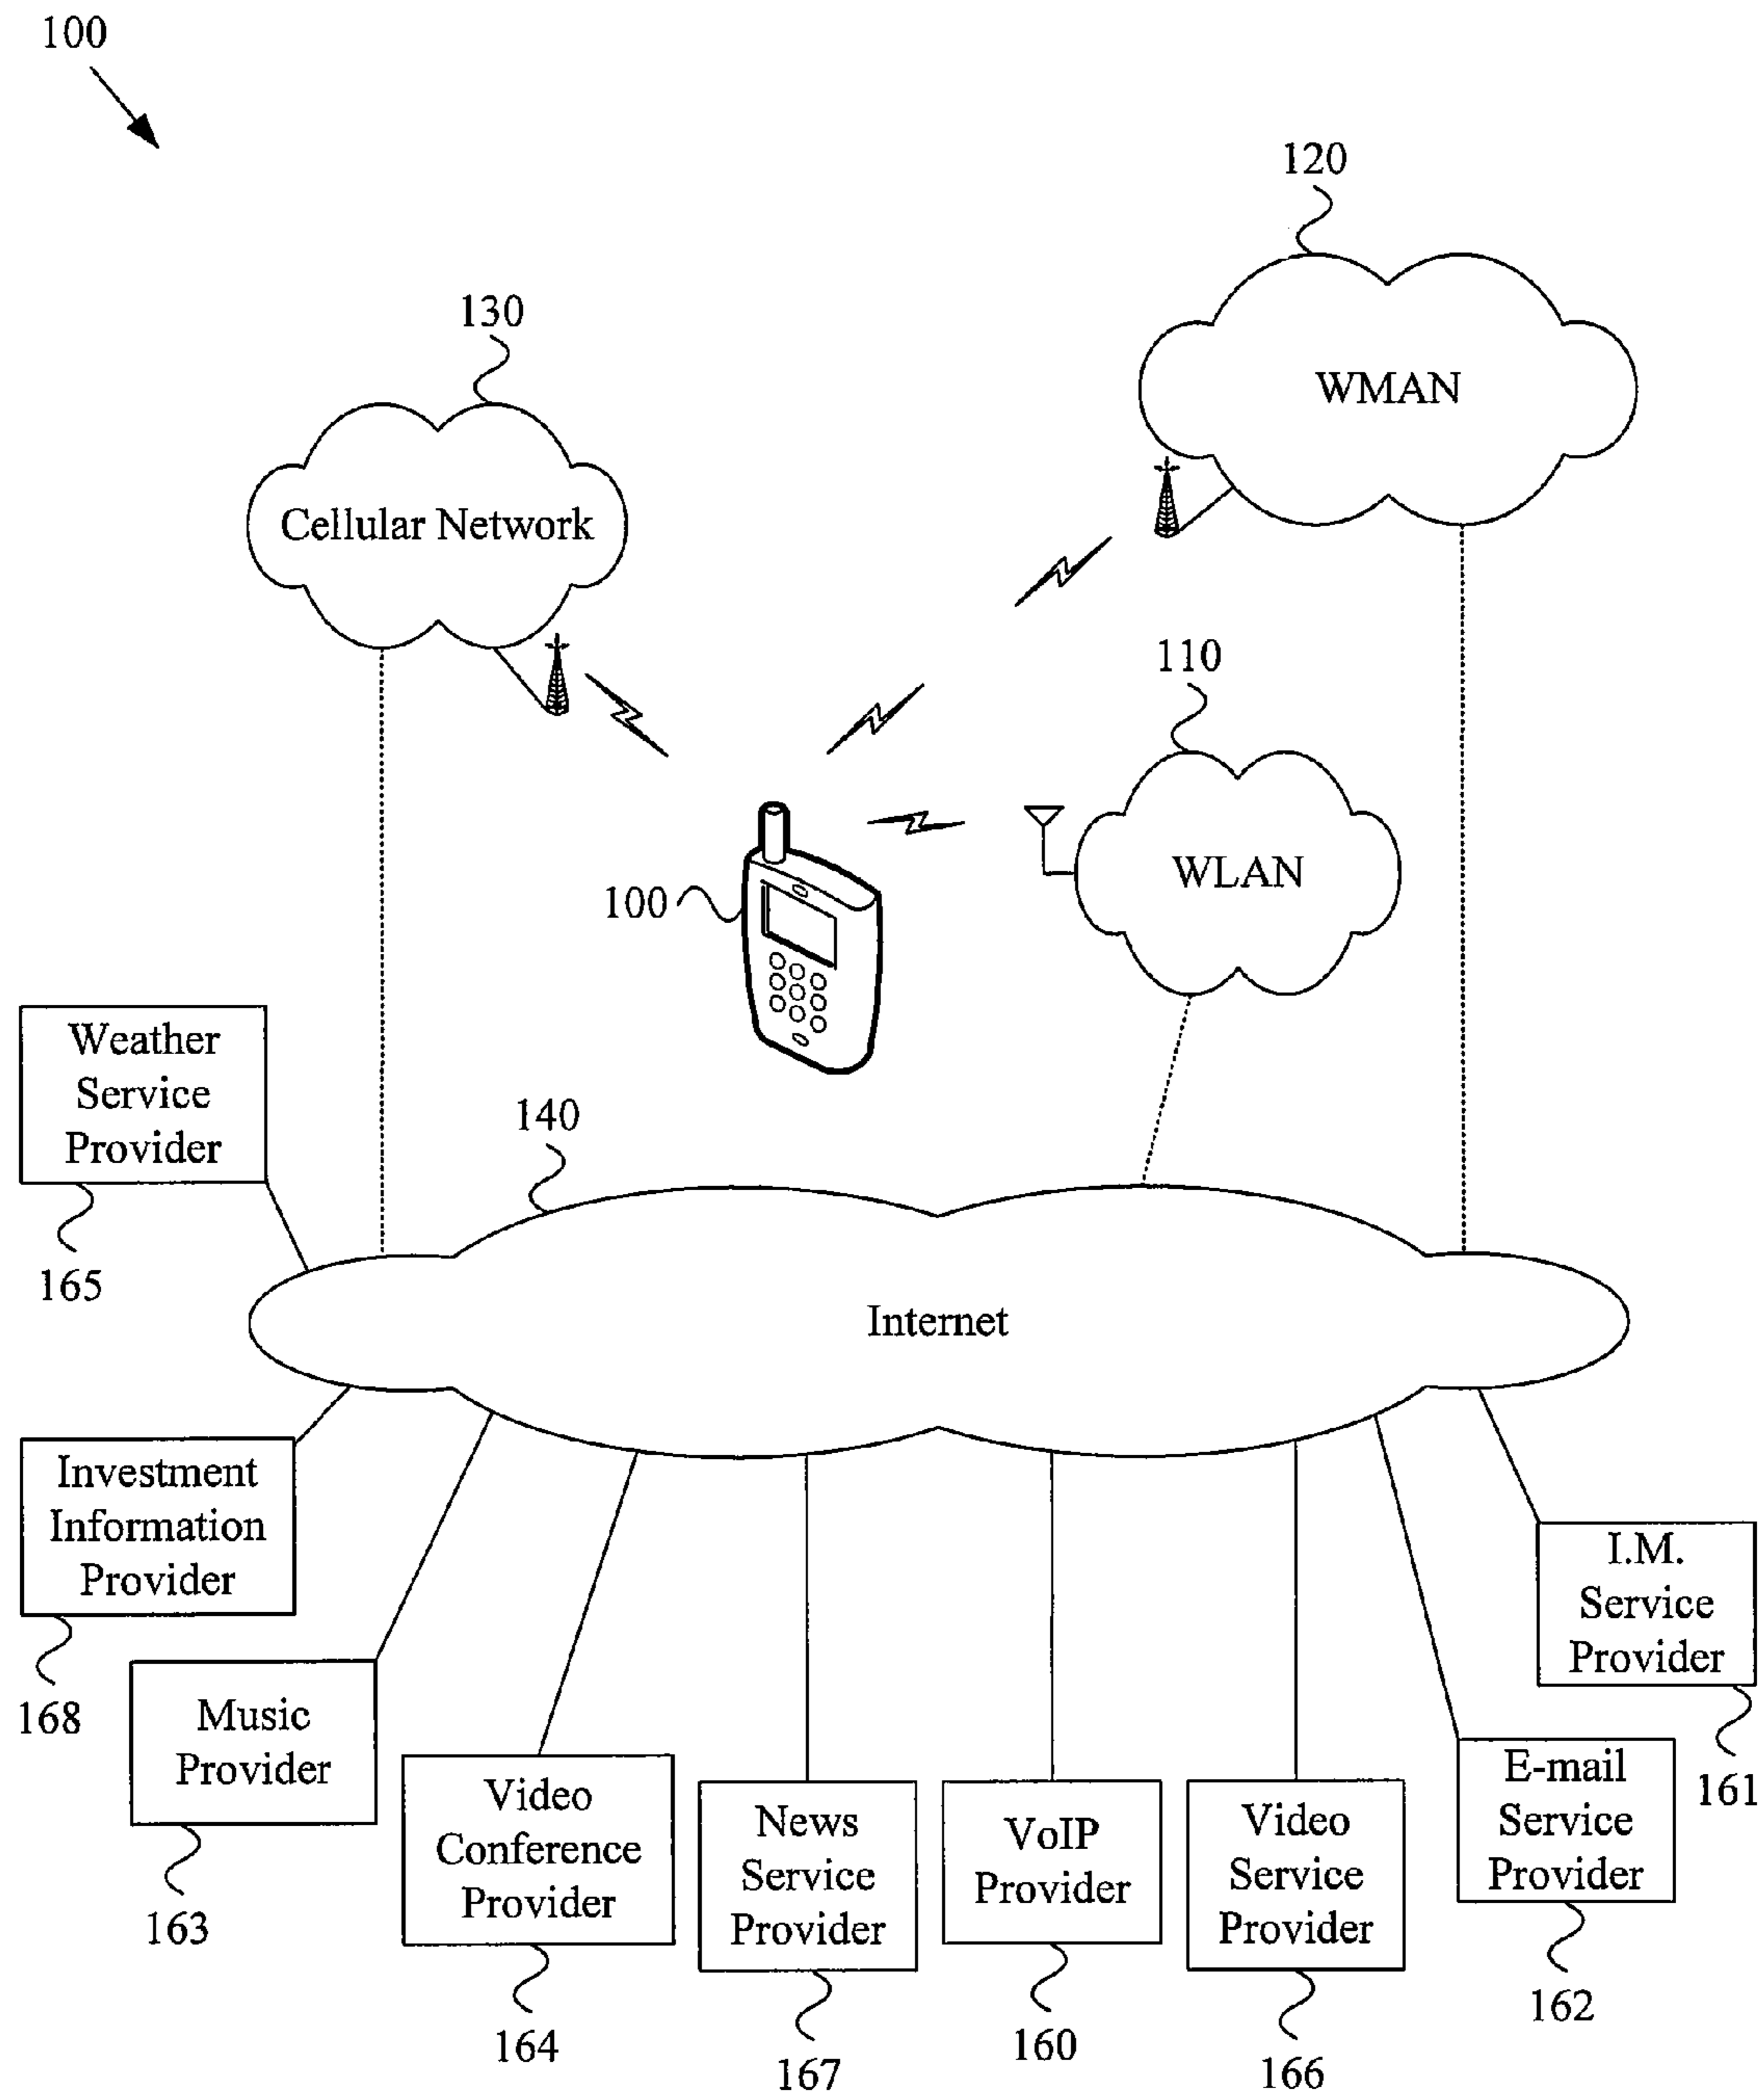 100
120
130
WMAN
Cellular Network
110
WLAN
100
Weather
Service
Provider
165
140
Internet
Investment
Information
Provider
168
Music
Provider
163
Video
Conference
Provider
164
News
Service
Provider
167
VoIP
Provider
160
Video
Service
Provider
166
E-mail
Service
Provider
162
I.M.
Service
Provider
161